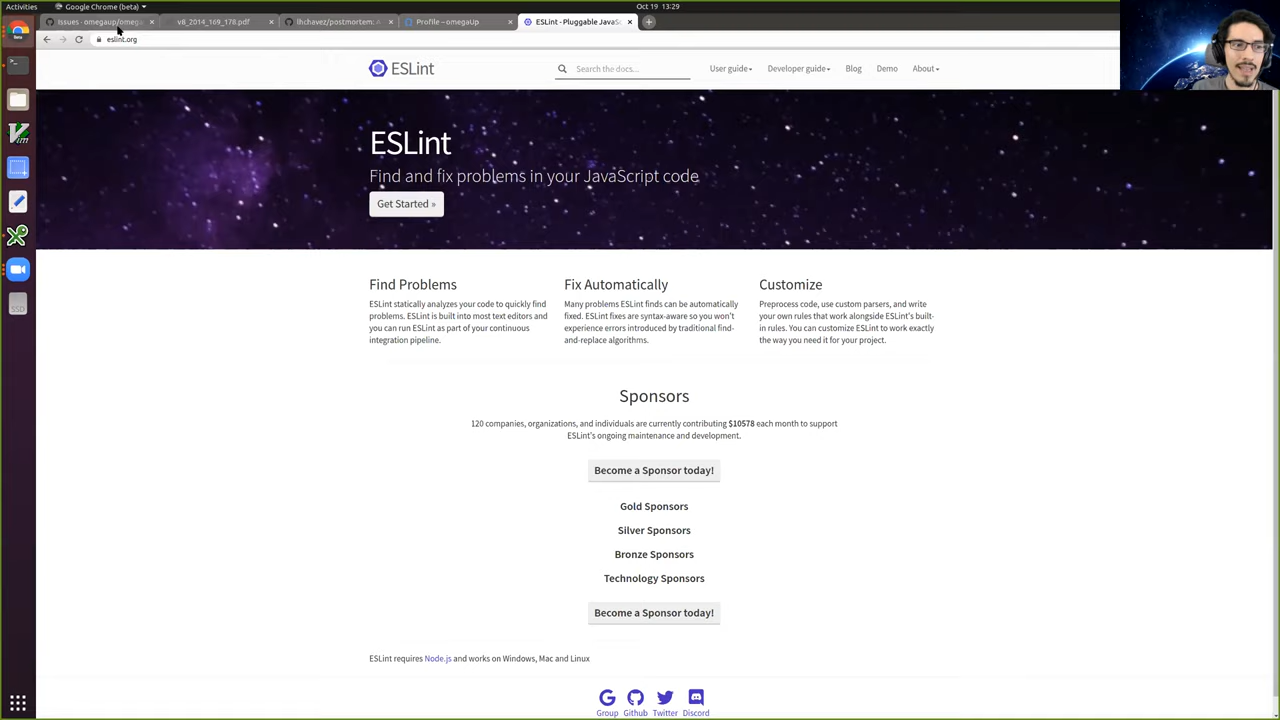 Activities
Google Chrome (beta)
Oct 19 13:29
Issues · omegaup/omeg
v8_2014_169_178.pdf
lhchavez/postmortem: A
Profile – omegaUp
ESLint - Pluggable JavaSc
eslint.org
ESLint
Search the docs...
User guide
Developer guide
Blog
Demo
About
ESLint
Find and fix problems in your JavaScript code
Get Started »
Find Problems
ESLint statically analyzes your code to quickly find
problems. ESLint is built into most text editors and
you can run ESLint as part of your continuous
integration pipeline.
Fix Automatically
Many problems ESLint finds can be automatically
fixed. ESLint fixes are syntax-aware so you won't
experience errors introduced by traditional find-
and-replace algorithms.
Customize
Preprocess code, use custom parsers, and write
your own rules that work alongside ESLint's built-
in rules. You can customize ESLint to work exactly
the way you need it for your project.
Sponsors
120 companies, organizations, and individuals are currently contributing $10578 each month to support
ESLint's ongoing maintenance and development.
Become a Sponsor today!
Gold Sponsors
Silver Sponsors
Bronze Sponsors
Technology Sponsors
Become a Sponsor today!
ESLint requires Node.js and works on Windows, Mac and Linux
Group
Github
Twitter
Discord
SSD